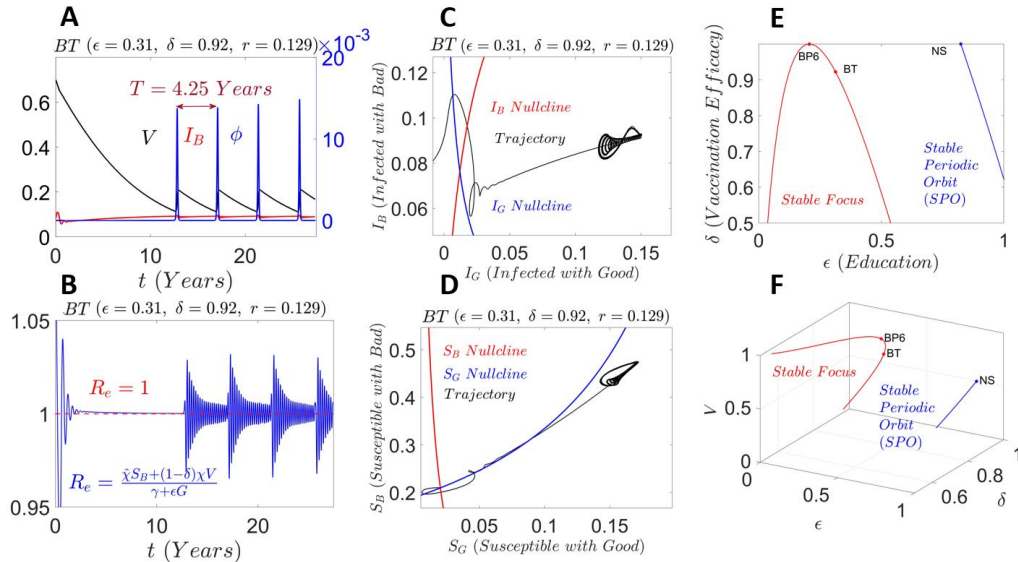 A
BT (ϵ = 0.31, δ = 0.92, r = 0.129)
×10⁻³
T = 4.25 Years
V
I_B
ϕ
0.6
0.4
0.2
0
10
0
0
10
20
t (Years)
B
BT (ϵ = 0.31, δ = 0.92, r = 0.129)
1.05
1
0.95
R_e = 1
R_e = (χ̂S_B+(1−δ)χV)/(γ+ϵG)
0
10
20
t (Years)
C
BT (ϵ = 0.31, δ = 0.92, r = 0.129)
I_B (Infected with Bad)
0.12
0.1
0.08
0.06
I_B Nullcline
Trajectory
I_G Nullcline
0
0.05
0.1
0.15
I_G (Infected with Good)
D
BT (ϵ = 0.31, δ = 0.92, r = 0.129)
S_B (Susceptible with Bad)
0.5
0.4
0.3
0.2
S_B Nullcline
S_G Nullcline
Trajectory
0.05
0.1
0.15
S_G (Susceptible with Good)
E
δ (Vaccination Efficacy)
0.9
0.8
0.7
0.6
0.5
BP6
BT
NS
Stable Focus
Stable
Periodic
Orbit
(SPO)
0
0.5
1
ϵ (Education)
F
V
1
0.5
0
BP6
BT
NS
Stable Focus
Stable
Periodic
Orbit
(SPO)
0
0.5
1
ϵ
0.6
0.8
1
δ